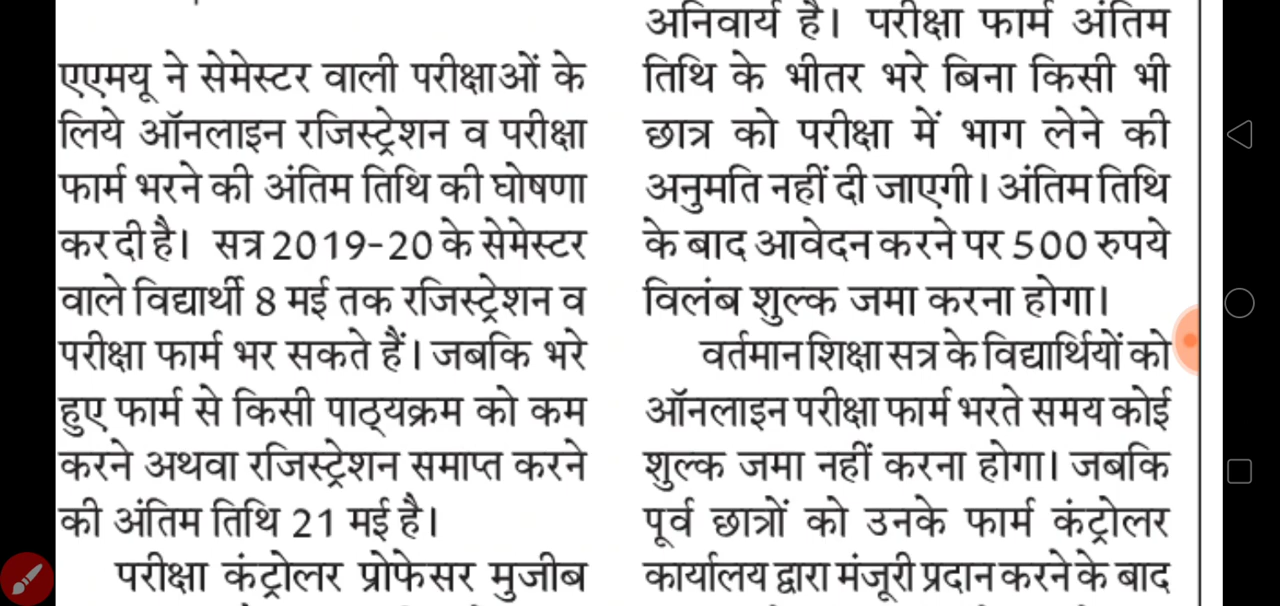 एएमयू ने सेमेस्टर वाली परीक्षाओं के
लिये ऑनलाइन रजिस्ट्रेशन व परीक्षा
फार्म भरने की अंतिम तिथि की घोषणा
कर दी है। सत्र 2019-20 के सेमेस्टर
वाले विद्यार्थी 8 मई तक रजिस्ट्रेशन व
परीक्षा फार्म भर सकते हैं। जबकि भरे
हुए फार्म से किसी पाठ्यक्रम को कम
करने अथवा रजिस्ट्रेशन समाप्त करने
की अंतिम तिथि 21 मई है।
परीक्षा कंट्रोलर प्रोफेसर मुजीब
अनिवार्य है। परीक्षा फार्म अंतिम
तिथि के भीतर भरे बिना किसी भी
छात्र को परीक्षा में भाग लेने की
अनुमति नहीं दी जाएगी। अंतिम तिथि
के बाद आवेदन करने पर 500 रुपये
विलंब शुल्क जमा करना होगा।
वर्तमान शिक्षा सत्र के विद्यार्थियों को
ऑनलाइन परीक्षा फार्म भरते समय कोई
शुल्क जमा नहीं करना होगा। जबकि
पूर्व छात्रों को उनके फार्म कंट्रोलर
कार्यालय द्वारा मंजूरी प्रदान करने के बाद